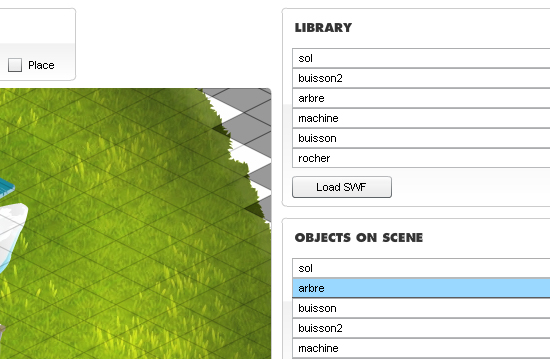 Place
LIBRARY
sol
buisson2
arbre
machine
buisson
rocher
Load SWF
OBJECTS ON SCENE
sol
arbre
buisson
buisson2
machine